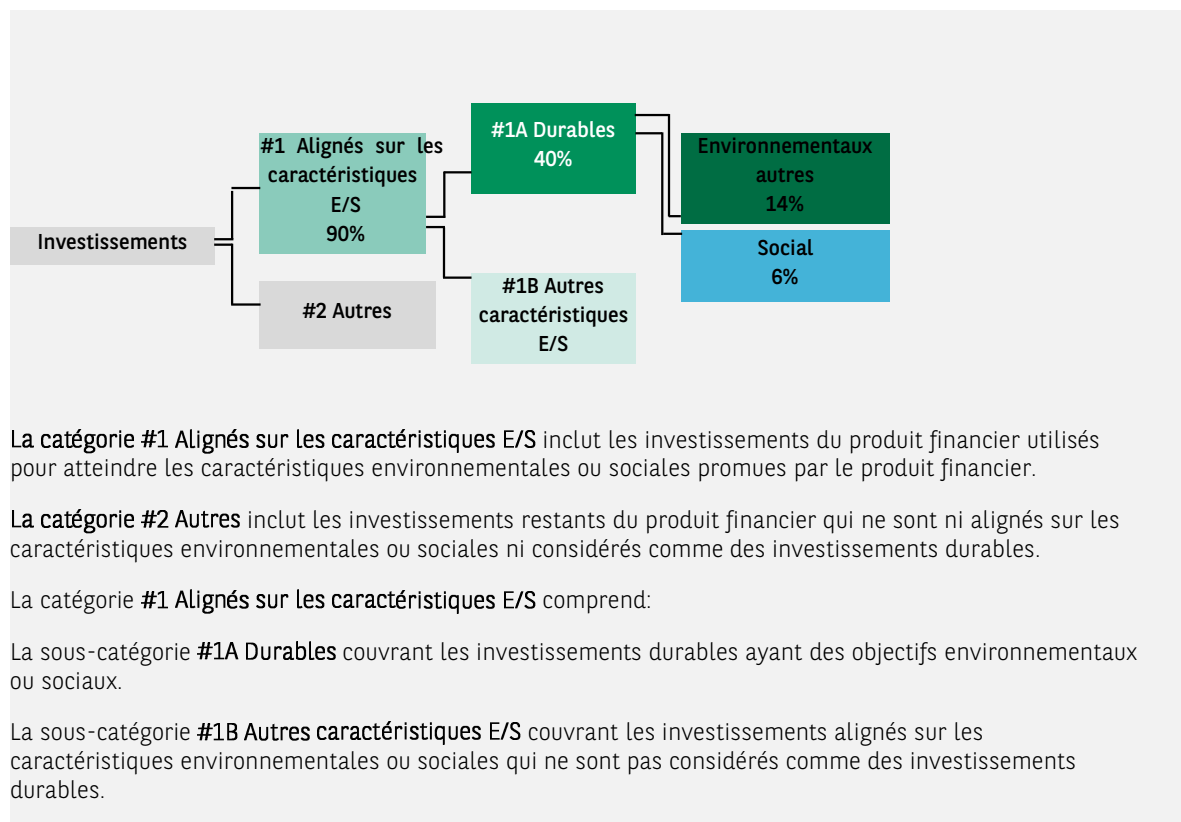 #1A Durables
40%
#1 Alignés sur les
caractéristiques
E/S
90%
Environnementaux
autres
14%
Investissements
Social
6%
#2 Autres
#1B Autres
caractéristiques
E/S
La catégorie #1 Alignés sur les caractéristiques E/S inclut les investissements du produit financier utilisés
pour atteindre les caractéristiques environnementales ou sociales promues par le produit financier.
La catégorie #2 Autres inclut les investissements restants du produit financier qui ne sont ni alignés sur les
caractéristiques environnementales ou sociales ni considérés comme des investissements durables.
La catégorie #1 Alignés sur les caractéristiques E/S comprend:
La sous-catégorie #1A Durables couvrant les investissements durables ayant des objectifs environnementaux
ou sociaux.
La sous-catégorie #1B Autres caractéristiques E/S couvrant les investissements alignés sur les
caractéristiques environnementales ou sociales qui ne sont pas considérés comme des investissements
durables.